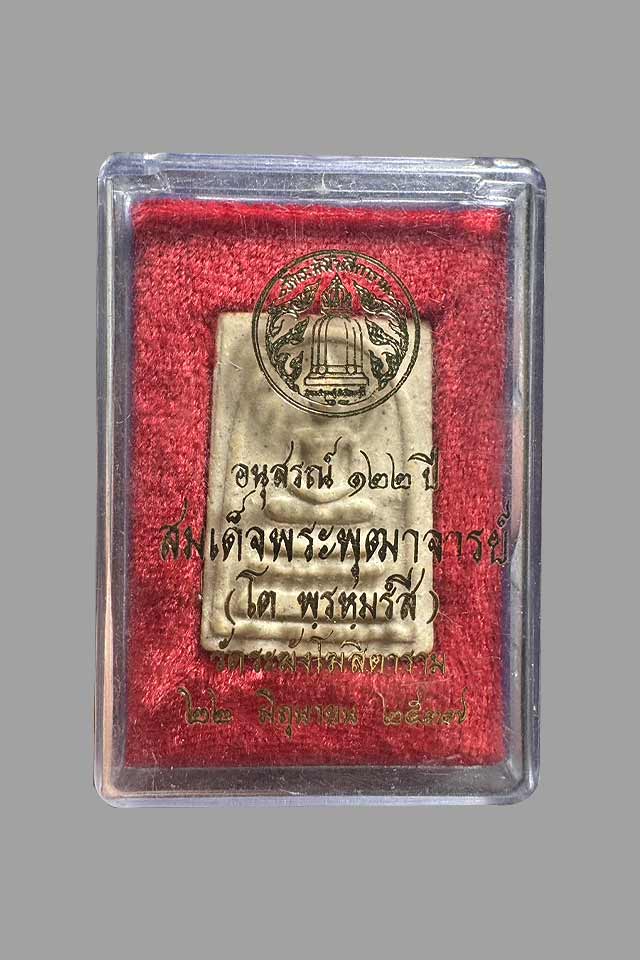 อนุสรณ์ ๑๒๒ ปี
สมเด็จพระพุฒาจารย์
(โต พฺรหฺมรํสี)
วัดระฆังโฆสิตาราม
๒๒ มิถุนายน ๒๕๓๗